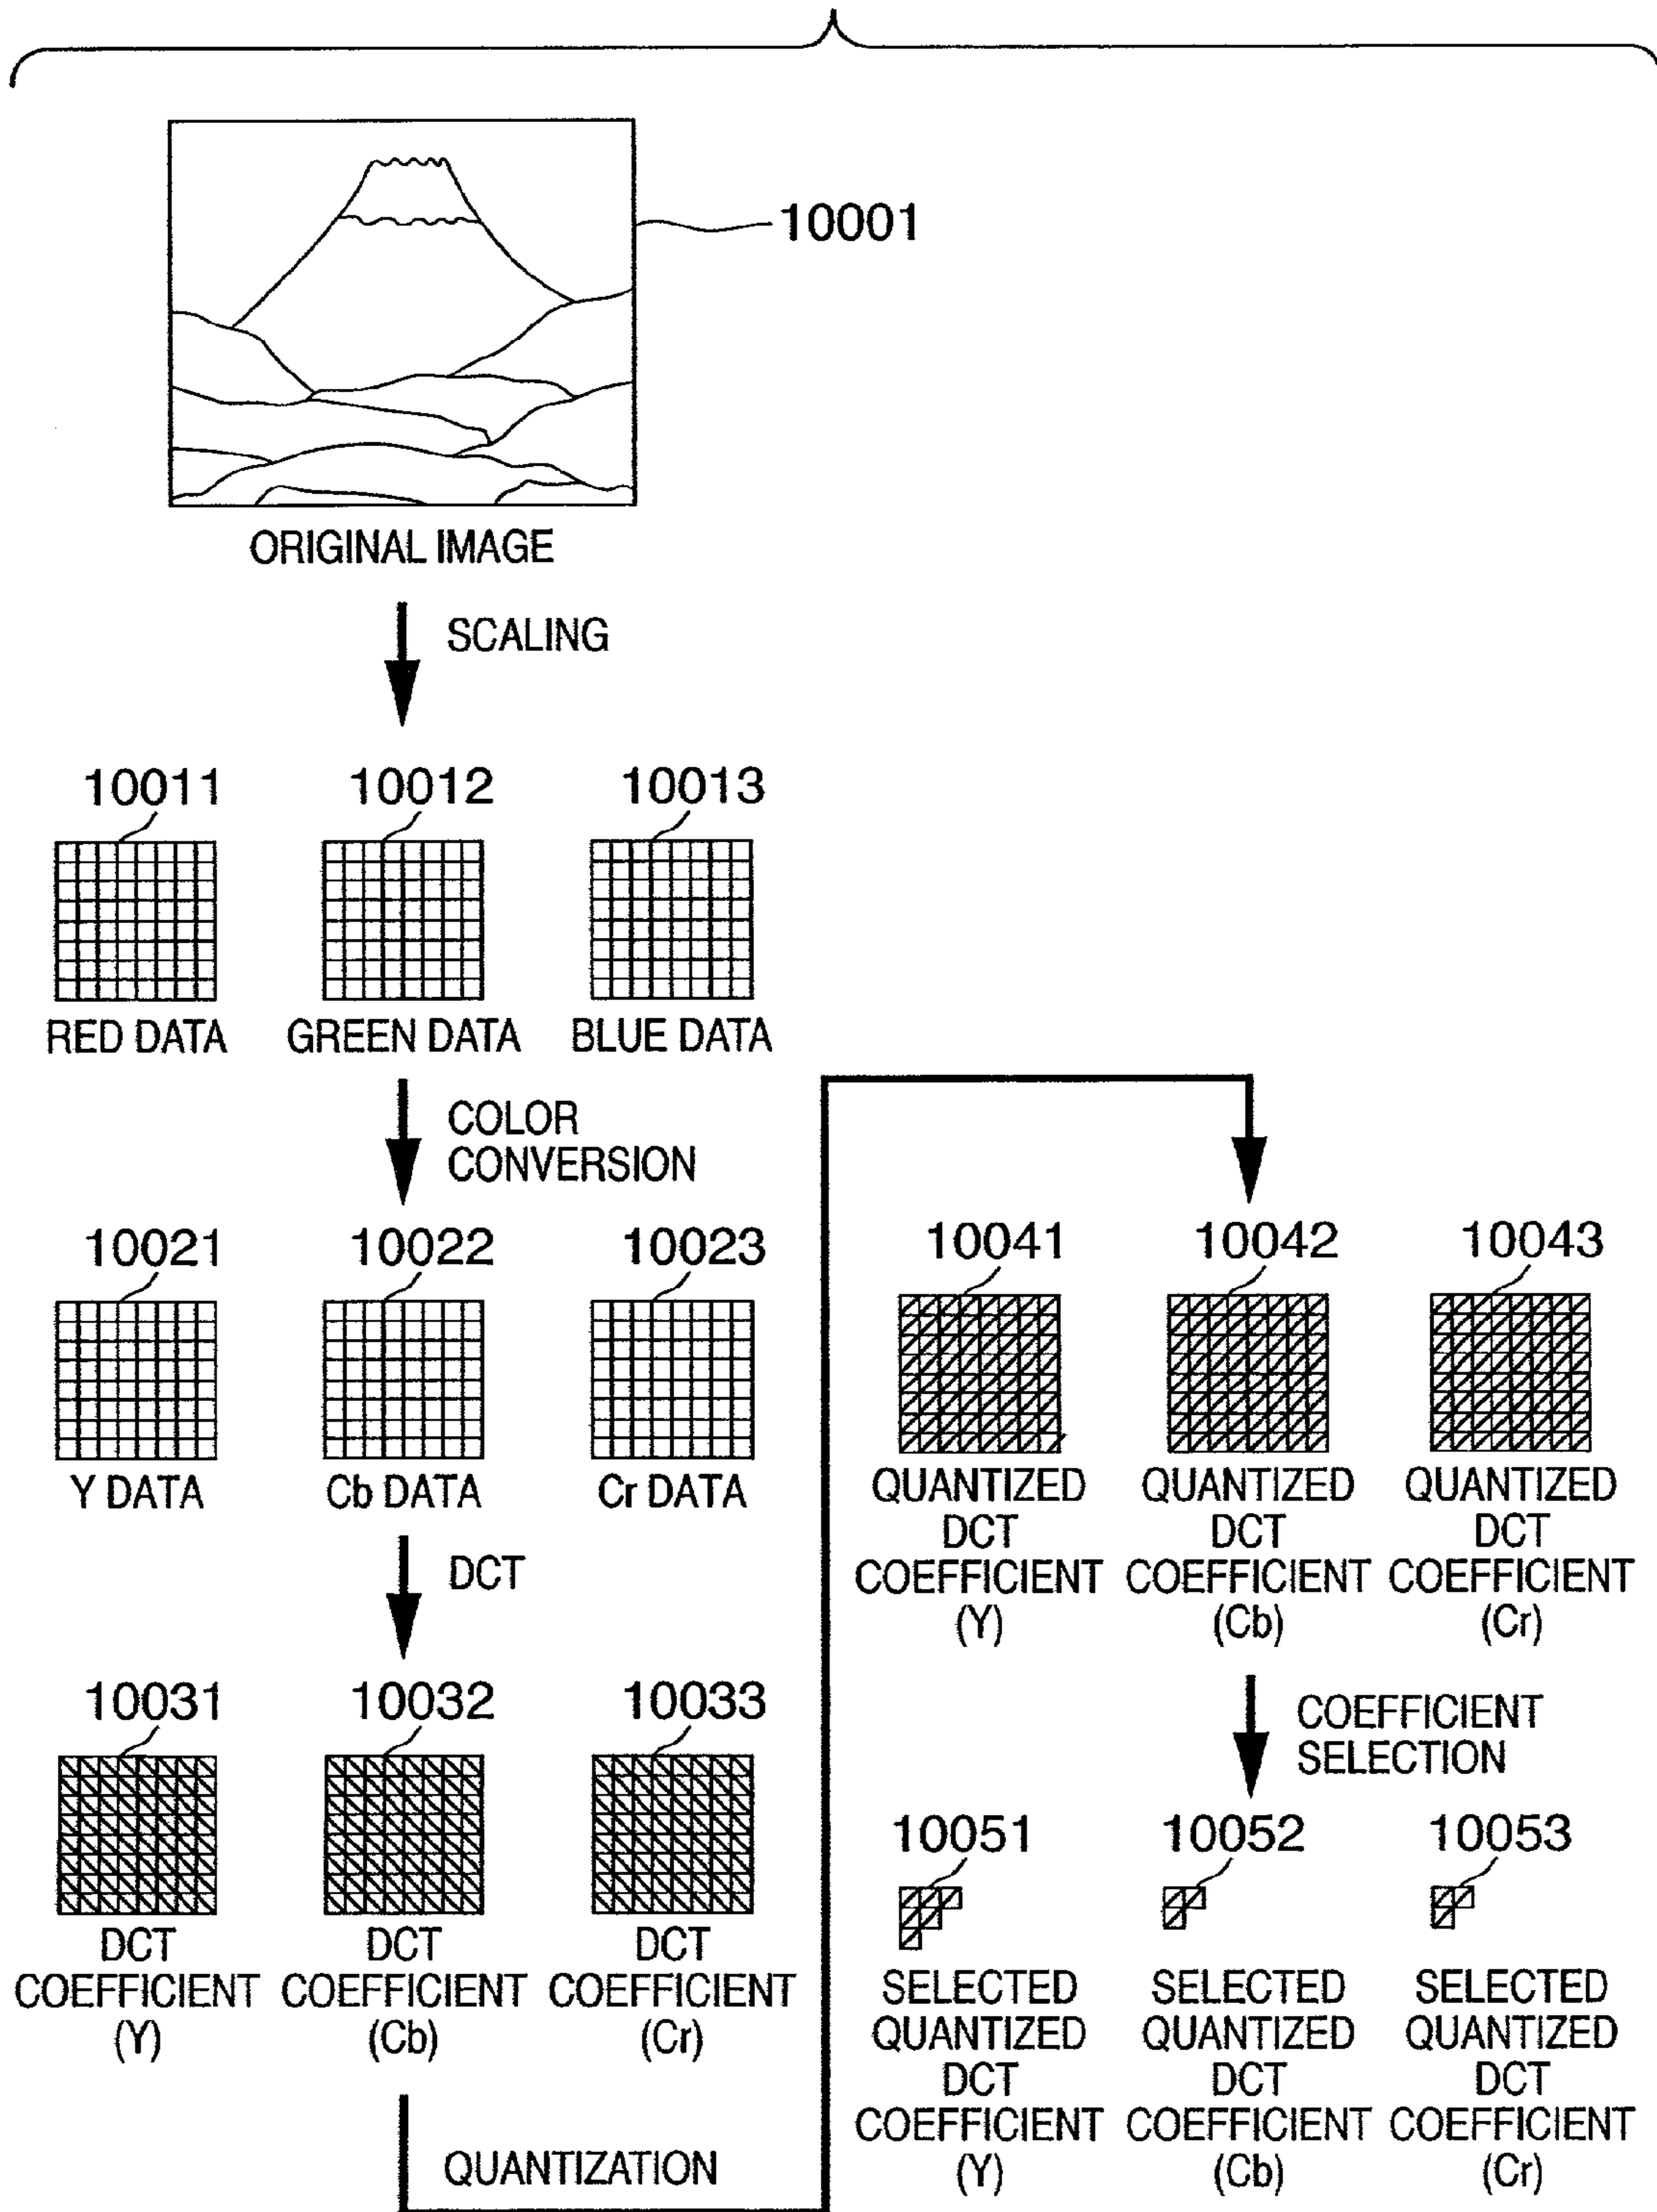 10001
ORIGINAL IMAGE
SCALING
10011 10012 10013
RED DATA GREEN DATA BLUE DATA
COLOR
CONVERSION
10021 10022 10023
Y DATA Cb DATA Cr DATA
DCT
10031 10032 10033
DCT DCT DCT
COEFFICIENT COEFFICIENT COEFFICIENT
(Y) (Cb) (Cr)
QUANTIZATION
10041 10042 10043
QUANTIZED QUANTIZED QUANTIZED
DCT DCT DCT
COEFFICIENT COEFFICIENT COEFFICIENT
(Y) (Cb) (Cr)
COEFFICIENT
SELECTION
10051 10052 10053
SELECTED SELECTED SELECTED
QUANTIZED QUANTIZED QUANTIZED
DCT DCT DCT
COEFFICIENT COEFFICIENT COEFFICIENT
(Y) (Cb) (Cr)